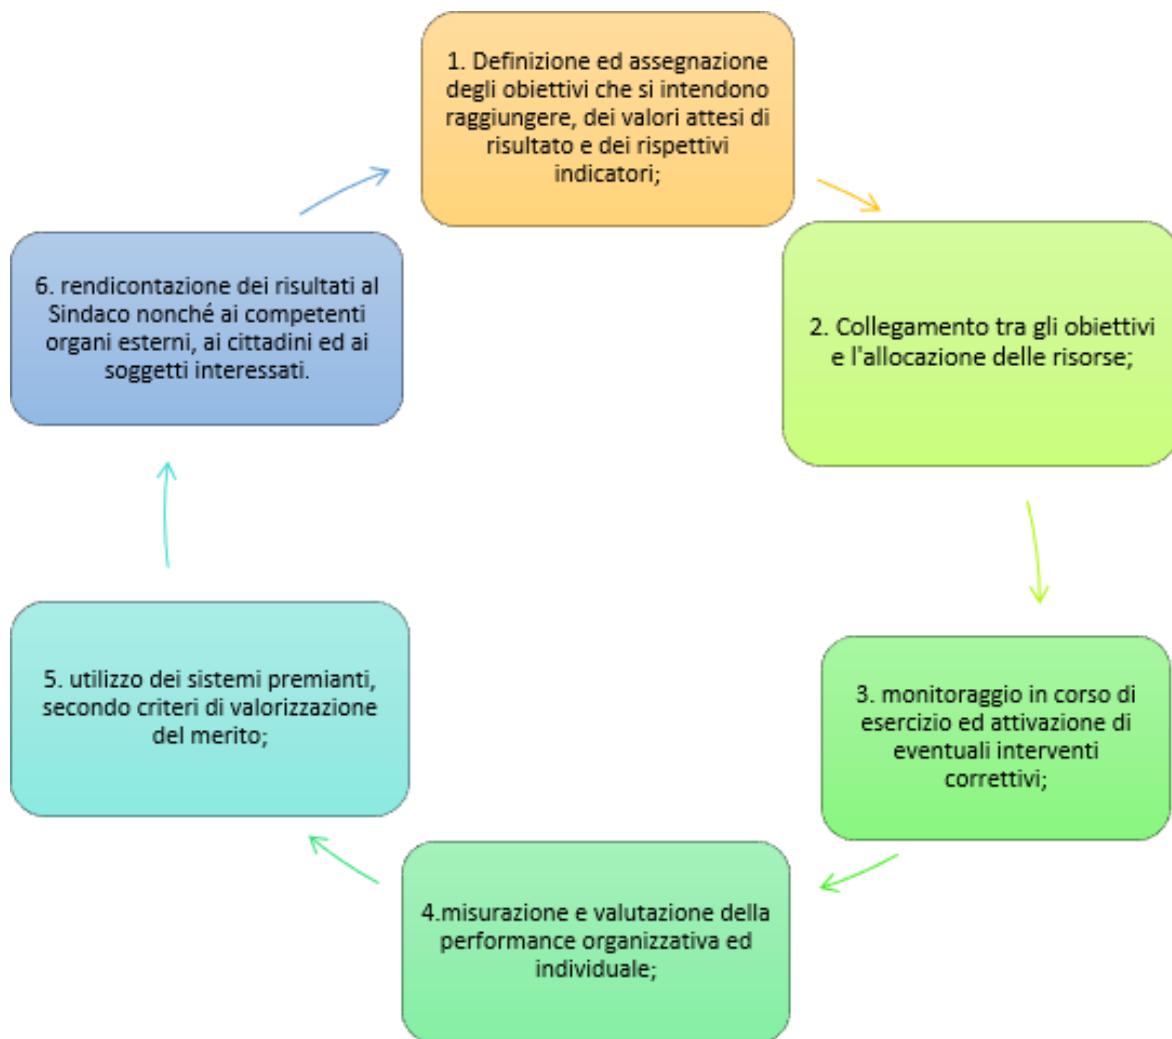 1. Definizione ed assegnazione
degli obiettivi che si intendono
raggiungere, dei valori attesi di
risultato e dei rispettivi
indicatori;
2. Collegamento tra gli obiettivi
e l'allocazione delle risorse;
3. monitoraggio in corso di
esercizio ed attivazione di
eventuali interventi
correttivi;
4.misurazione e valutazione della
performance organizzativa ed
individuale;
5. utilizzo dei sistemi premianti,
secondo criteri di valorizzazione
del merito;
6. rendicontazione dei risultati al
Sindaco nonché ai competenti
organi esterni, ai cittadini ed ai
soggetti interessati.